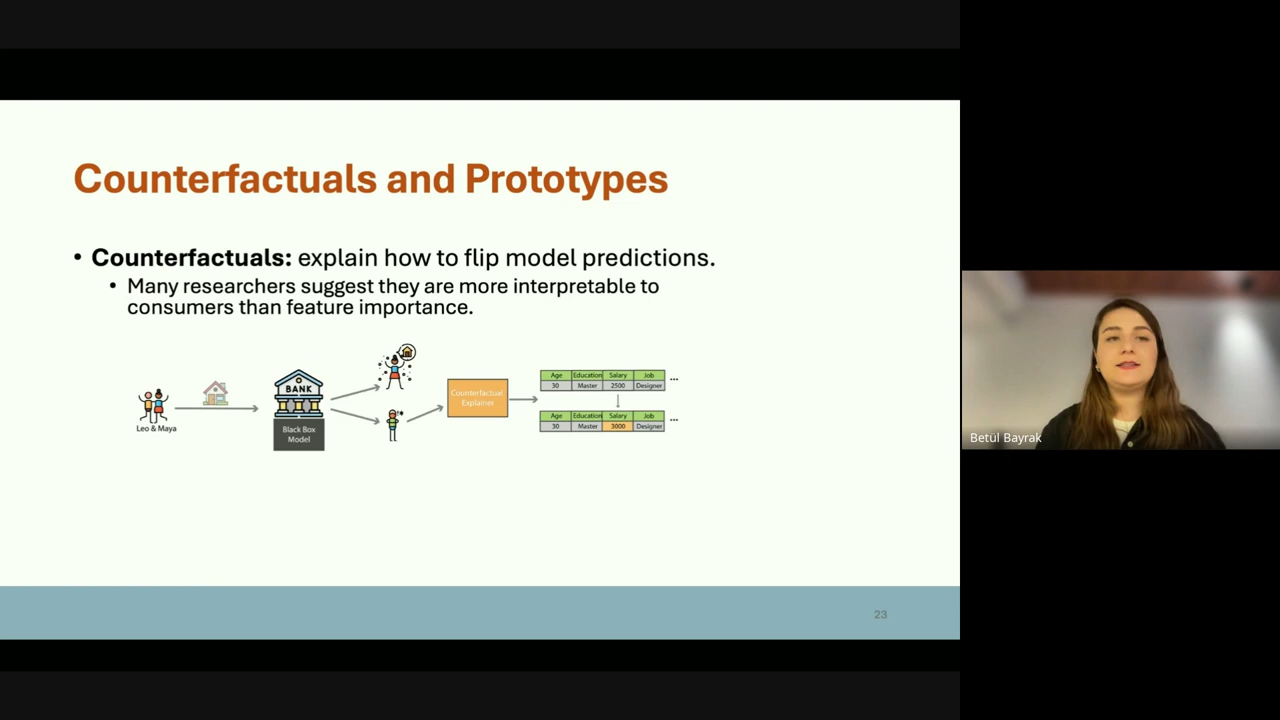 Counterfactuals and Prototypes
• Counterfactuals: explain how to flip model predictions.
• Many researchers suggest they are more interpretable to
consumers than feature importance.
Leo & Maya
BANK
Black Box
Model
Counterfactual
Explainer
Age Education Salary Job
30 Master 2500 Designer
...
Age Education Salary Job
30 Master 3000 Designer
...
23
Betül Bayrak